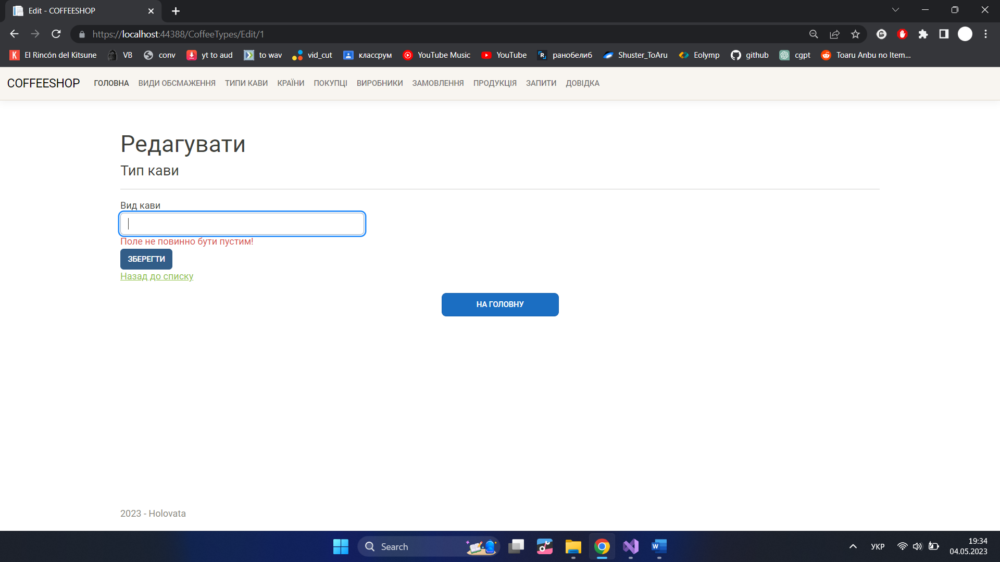 Edit - COFFEESHOP
https://localhost:44388/CoffeeTypes/Edit/1
El Rincón del Kitsune VB conv yt to aud to wav vid_cut классрум YouTube Music YouTube ранобелиб Shuster_ToAru Eolymp github cgpt Toaru Anbu no Item...
COFFEESHOP ГОЛОВНА ВИДИ ОБСМАЖЕННЯ ТИПИ КАВИ КРАЇНИ ПОКУПЦІ ВИРОБНИКИ ЗАМОВЛЕННЯ ПРОДУКЦІЯ ЗАПИТИ ДОВІДКА
Редагувати
Тип кави
Вид кави
Поле не повинно бути пустим!
ЗБЕРЕГТИ
Назад до списку
НА ГОЛОВНУ
2023 - Holovata
Search
УКР
19:34
04.05.2023